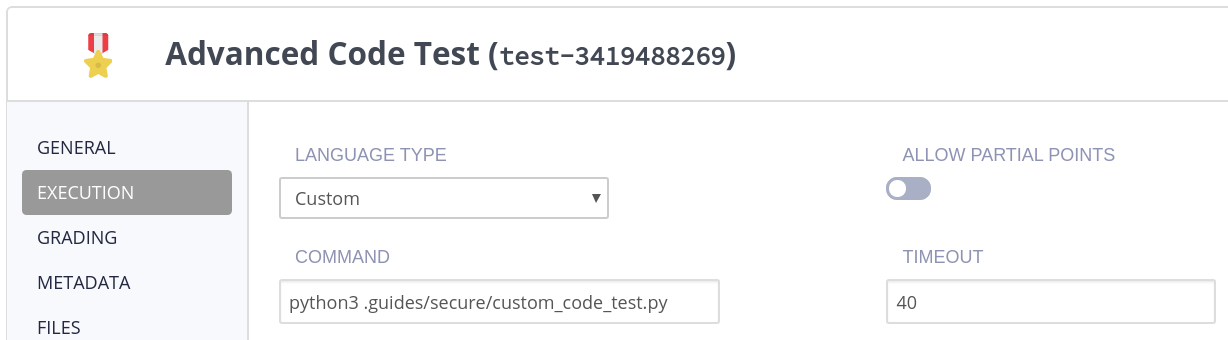 Advanced Code Test (test-3419488269)
GENERAL
EXECUTION
GRADING
METADATA
FILES
LANGUAGE TYPE
Custom
ALLOW PARTIAL POINTS
COMMAND
python3 .guides/secure/custom_code_test.py
TIMEOUT
40